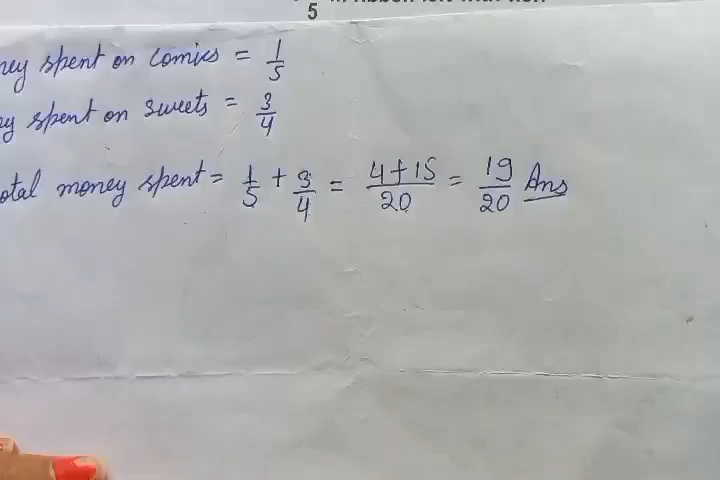 5
ney spent on comics = 1/5
ey spent on sweets = 3/4
otal money spent = 1/5 + 3/4 = 4+15/20 = 19/20 Ans